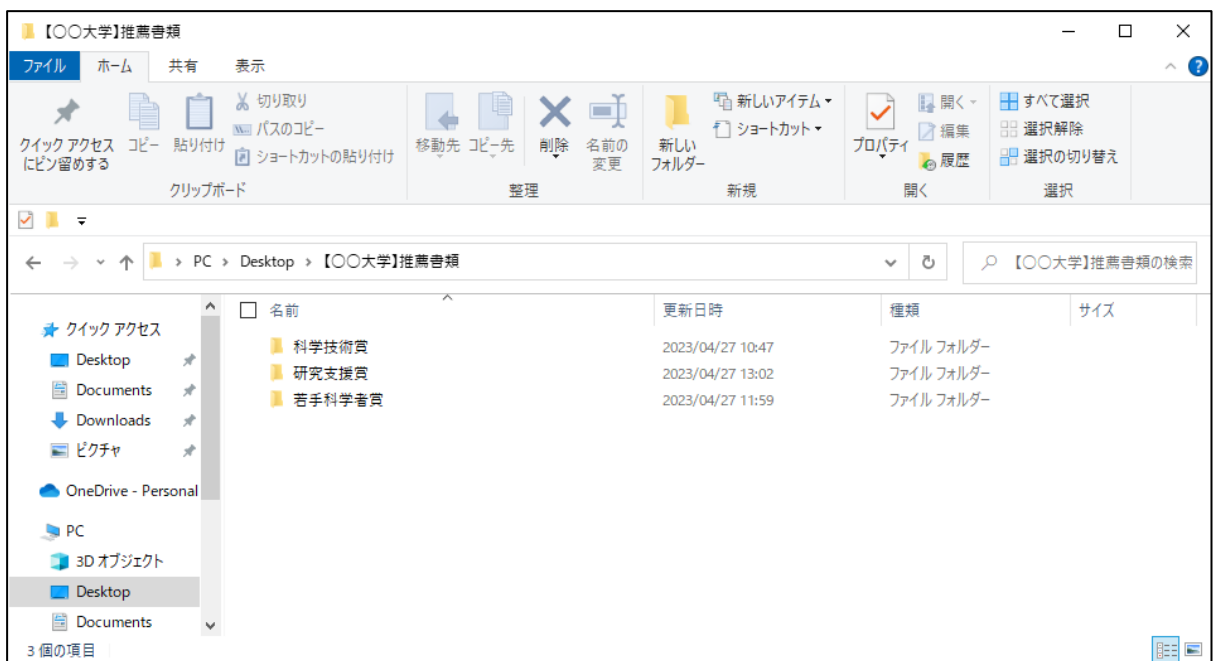 【○○大学】推薦書類
ファイル ホーム 共有 表示
クイック アクセス
にピン留めする
コピー
貼り付け
切り取り
パスのコピー
ショートカットの貼り付け
クリップボード
移動先
コピー先
削除
名前の
変更
整理
新しい
フォルダー
新しいアイテム
ショートカット
新規
プロパティ
開く
編集
履歴
開く
すべて選択
選択解除
選択の切り替え
選択
PC › Desktop › 【○○大学】推薦書類
【○○大学】推薦書類の検索
クイック アクセス
Desktop
Documents
Downloads
ピクチャ
OneDrive - Personal
PC
3D オブジェクト
Desktop
Documents
名前 更新日時 種類 サイズ
科学技術賞 2023/04/27 10:47 ファイル フォルダー
研究支援賞 2023/04/27 13:02 ファイル フォルダー
若手科学者賞 2023/04/27 11:59 ファイル フォルダー
3 個の項目